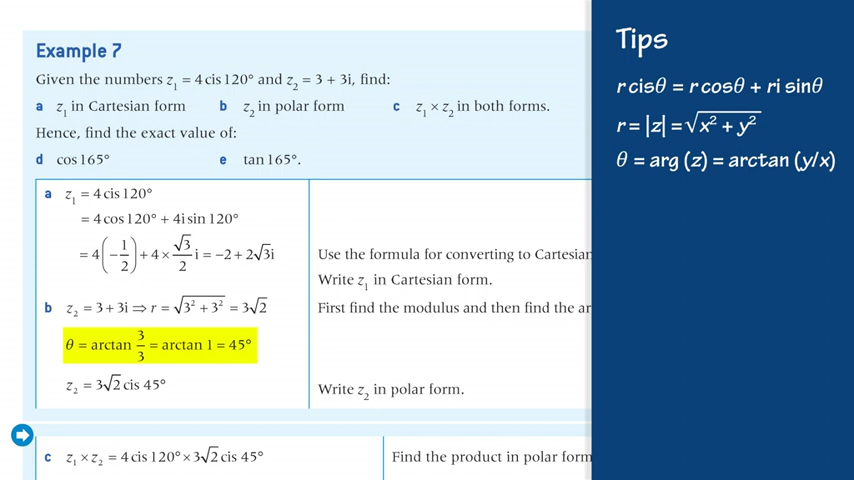 Example 7
Given the numbers z₁ = 4 cis 120° and z₂ = 3 + 3i, find:
a z₁ in Cartesian form b z₂ in polar form c z₁ × z₂ in both forms.
Hence, find the exact value of:
d cos 165° e tan 165°.
a z₁ = 4 cis 120°
= 4 cos 120° + 4i sin 120°
= 4(−1/2) + 4 × √3/2 i = −2 + 2√3i
Use the formula for converting to Cartesian
Write z₁ in Cartesian form.
b z₂ = 3 + 3i ⇒ r = √(3² + 3²) = 3√2
First find the modulus and then find the ar
θ = arctan 3/3 = arctan 1 = 45°
z₂ = 3√2 cis 45°
Write z₂ in polar form.
c z₁ × z₂ = 4 cis 120° × 3√2 cis 45°
Find the product in polar form
Tips
r cisθ = r cosθ + ri sinθ
r = |z| = √(x² + y²)
θ = arg (z) = arctan (y/x)